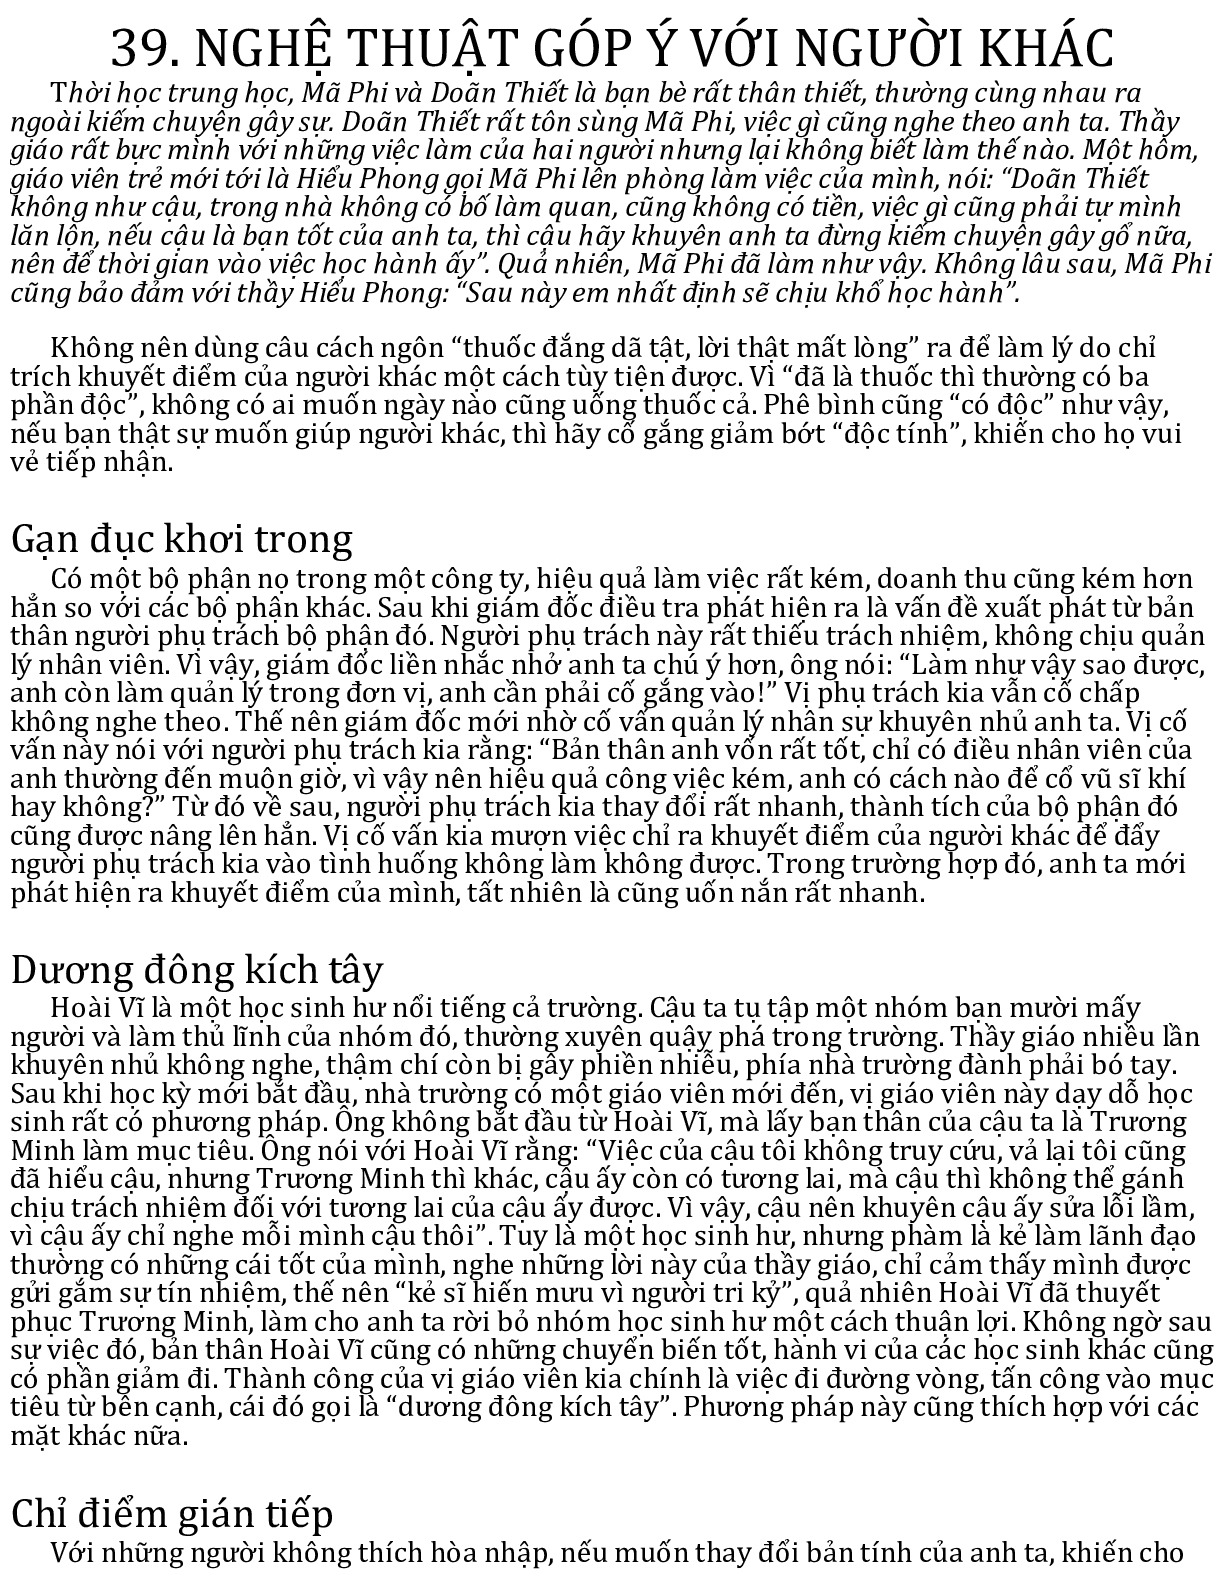 39. NGHỆ THUẬT GÓP Ý VỚI NGƯỜI KHÁC
Thời học trung học, Mã Phi và Doãn Thiết là bạn bè rất thân thiết, thường cùng nhau ra
ngoài kiếm chuyện gây sự. Doãn Thiết rất tôn sùng Mã Phi, việc gì cũng nghe theo anh ta. Thầy
giáo rất bực mình với những việc làm của hai người nhưng lại không biết làm thế nào. Một hôm,
giáo viên trẻ mới tới là Hiểu Phong gọi Mã Phi lên phòng làm việc của mình, nói: “Doãn Thiết
không như cậu, trong nhà không có bố làm quan, cũng không có tiền, việc gì cũng phải tự mình
lăn lộn, nếu cậu là bạn tốt của anh ta, thì cậu hãy khuyên anh ta đừng kiếm chuyện gây gổ nữa,
nên để thời gian vào việc học hành ấy”. Quả nhiên, Mã Phi đã làm như vậy. Không lâu sau, Mã Phi
cũng bảo đảm với thầy Hiểu Phong: “Sau này em nhất định sẽ chịu khổ học hành”.
Không nên dùng câu cách ngôn “thuốc đắng dã tật, lời thật mất lòng” ra để làm lý do chỉ
trích khuyết điểm của người khác một cách tùy tiện được. Vì “đã là thuốc thì thường có ba
phần độc”, không có ai muốn ngày nào cũng uống thuốc cả. Phê bình cũng “có độc” như vậy,
nếu bạn thật sự muốn giúp người khác, thì hãy cố gắng giảm bớt “độc tính”, khiến cho họ vui
vẻ tiếp nhận.
Gạn đục khơi trong
Có một bộ phận nọ trong một công ty, hiệu quả làm việc rất kém, doanh thu cũng kém hơn
hẳn so với các bộ phận khác. Sau khi giám đốc điều tra phát hiện ra là vấn đề xuất phát từ bản
thân người phụ trách bộ phận đó. Người phụ trách này rất thiếu trách nhiệm, không chịu quản
lý nhân viên. Vì vậy, giám đốc liền nhắc nhở anh ta chú ý hơn, ông nói: “Làm như vậy sao được,
anh còn làm quản lý trong đơn vị, anh cần phải cố gắng vào!” Vị phụ trách kia vẫn cố chấp
không nghe theo. Thế nên giám đốc mới nhờ cố vấn quản lý nhân sự khuyên nhủ anh ta. Vị cố
vấn này nói với người phụ trách kia rằng: “Bản thân anh vốn rất tốt, chỉ có điều nhân viên của
anh thường đến muộn giờ, vì vậy nên hiệu quả công việc kém, anh có cách nào để cổ vũ sĩ khí
hay không?” Từ đó về sau, người phụ trách kia thay đổi rất nhanh, thành tích của bộ phận đó
cũng được nâng lên hẳn. Vị cố vấn kia mượn việc chỉ ra khuyết điểm của người khác để đẩy
người phụ trách kia vào tình huống không làm không được. Trong trường hợp đó, anh ta mới
phát hiện ra khuyết điểm của mình, tất nhiên là cũng uốn nắn rất nhanh.
Dương đông kích tây
Hoài Vĩ là một học sinh hư nổi tiếng cả trường. Cậu ta tụ tập một nhóm bạn mười mấy
người và làm thủ lĩnh của nhóm đó, thường xuyên quậy phá trong trường. Thầy giáo nhiều lần
khuyên nhủ không nghe, thậm chí còn bị gây phiền nhiễu, phía nhà trường đành phải bó tay.
Sau khi học kỳ mới bắt đầu, nhà trường có một giáo viên mới đến, vị giáo viên này dạy dỗ học
sinh rất có phương pháp. Ông không bắt đầu từ Hoài Vĩ, mà lấy bạn thân của cậu ta là Trương
Minh làm mục tiêu. Ông nói với Hoài Vĩ rằng: “Việc của cậu tôi không truy cứu, vả lại tôi cũng
đã hiểu cậu, nhưng Trương Minh thì khác, cậu ấy còn có tương lai, mà cậu thì không thể gánh
chịu trách nhiệm đối với tương lai của cậu ấy được. Vì vậy, cậu nên khuyên cậu ấy sửa lỗi lầm,
vì cậu ấy chỉ nghe mỗi mình cậu thôi”. Tuy là một học sinh hư, nhưng phàm là kẻ làm lãnh đạo
thường có những cái tốt của mình, nghe những lời này của thầy giáo, chỉ cảm thấy mình được
gửi gắm sự tín nhiệm, thế nên “kẻ sĩ hiến mưu vì người tri kỷ”, quả nhiên Hoài Vĩ đã thuyết
phục Trương Minh, làm cho anh ta rời bỏ nhóm học sinh hư một cách thuận lợi. Không ngờ sau
sự việc đó, bản thân Hoài Vĩ cũng có những chuyển biến tốt, hành vi của các học sinh khác cũng
có phần giảm đi. Thành công của vị giáo viên kia chính là việc đi đường vòng, tấn công vào mục
tiêu từ bên cạnh, cái đó gọi là “dương đông kích tây”. Phương pháp này cũng thích hợp với các
mặt khác nữa.
Chỉ điểm gián tiếp
Với những người không thích hòa nhập, nếu muốn thay đổi bản tính của anh ta, khiến cho